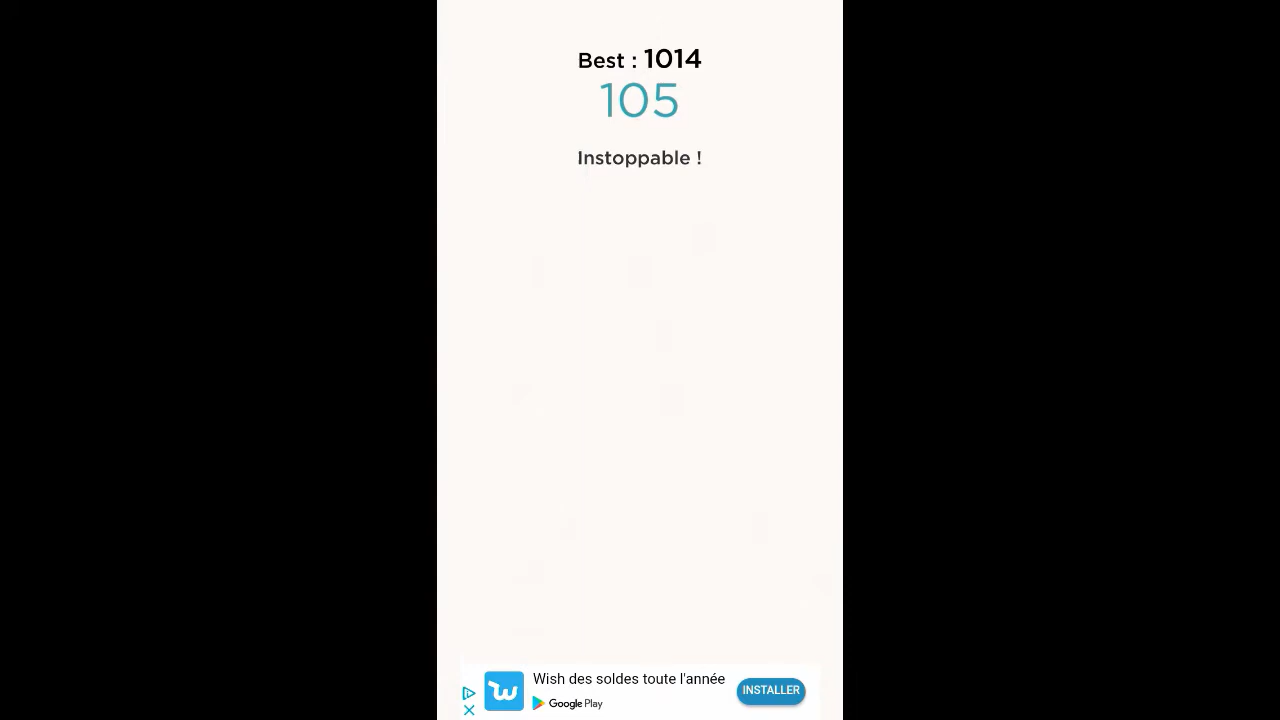 Best : 1014
105
Instoppable !
Wish des soldes toute l'année
Google Play
INSTALLER